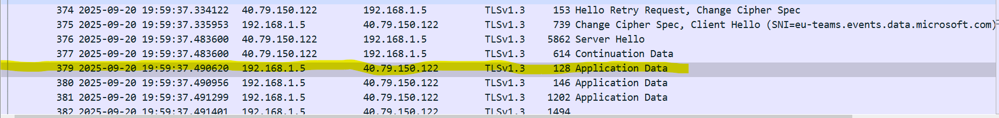 374 2025-09-20 19:59:37.334122 40.79.150.122 192.168.1.5 TLSv1.3 153 Hello Retry Request, Change Cipher Spec
375 2025-09-20 19:59:37.335953 192.168.1.5 40.79.150.122 TLSv1.3 739 Change Cipher Spec, Client Hello (SNI=eu-teams.events.data.microsoft.com)
376 2025-09-20 19:59:37.483600 40.79.150.122 192.168.1.5 TLSv1.3 5862 Server Hello
377 2025-09-20 19:59:37.483600 40.79.150.122 192.168.1.5 TLSv1.3 614 Continuation Data
379 2025-09-20 19:59:37.490620 192.168.1.5 40.79.150.122 TLSv1.3 128 Application Data
380 2025-09-20 19:59:37.490956 192.168.1.5 40.79.150.122 TLSv1.3 146 Application Data
381 2025-09-20 19:59:37.491299 192.168.1.5 40.79.150.122 TLSv1.3 1202 Application Data
382 2025-09-20 19:59:37.491401 192.168.1.5 40.79.150.122 TLSv1.3 1494